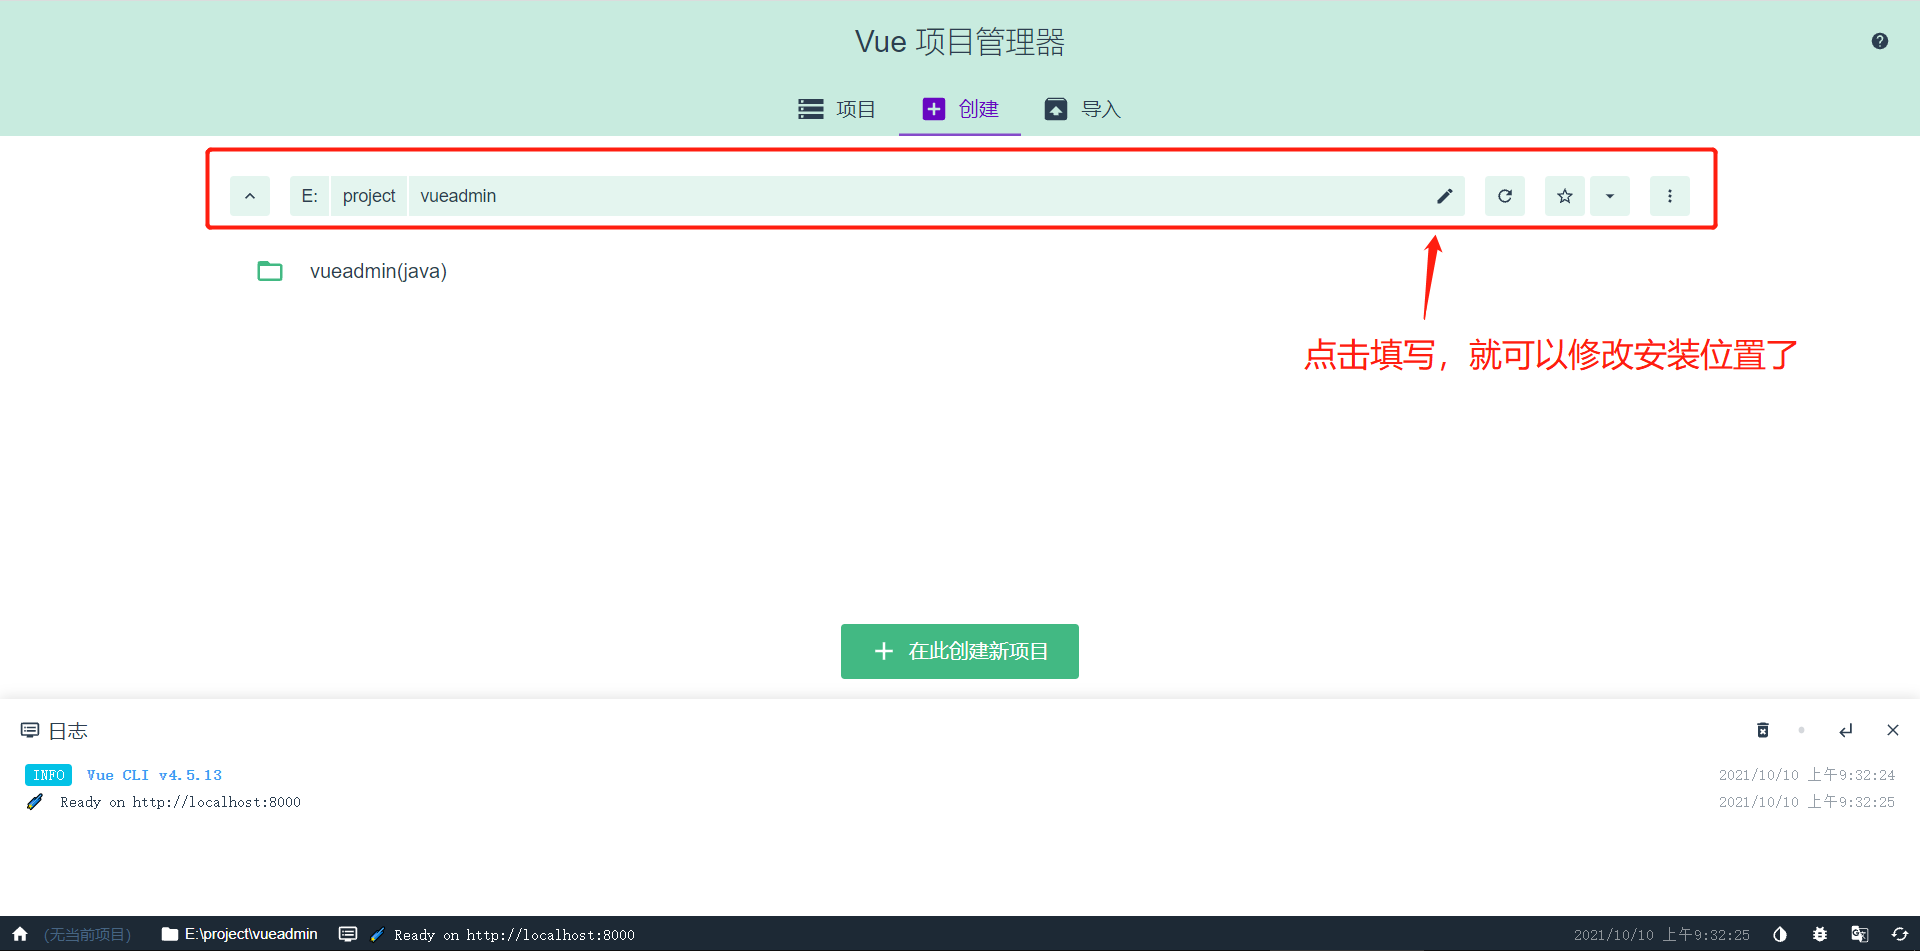 Vue 项目管理器
项目 创建 导入
E: project vueadmin
vueadmin(java)
点击填写，就可以修改安装位置了
在此创建新项目
日志
INFO Vue CLI v4.5.13 2021/10/10 上午9:32:24
Ready on http://localhost:8000 2021/10/10 上午9:32:25
(无当前项目) E:\project\vueadmin Ready on http://localhost:8000 2021/10/10 上午9:32:25